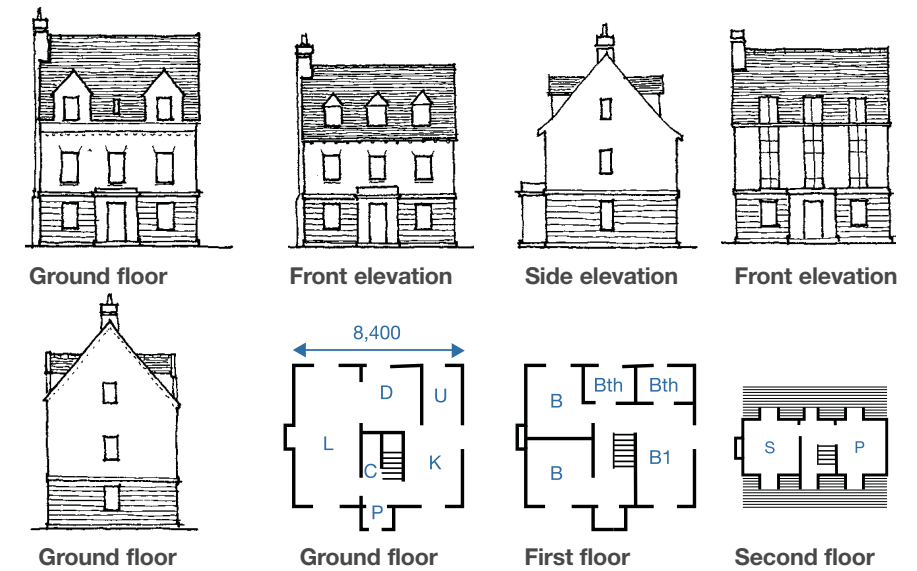 Ground floor
Front elevation
Side elevation
Front elevation
8,400
D
U
L
C
K
P
B
Bth
Bth
B
B1
S
P
Ground floor
Ground floor
First floor
Second floor